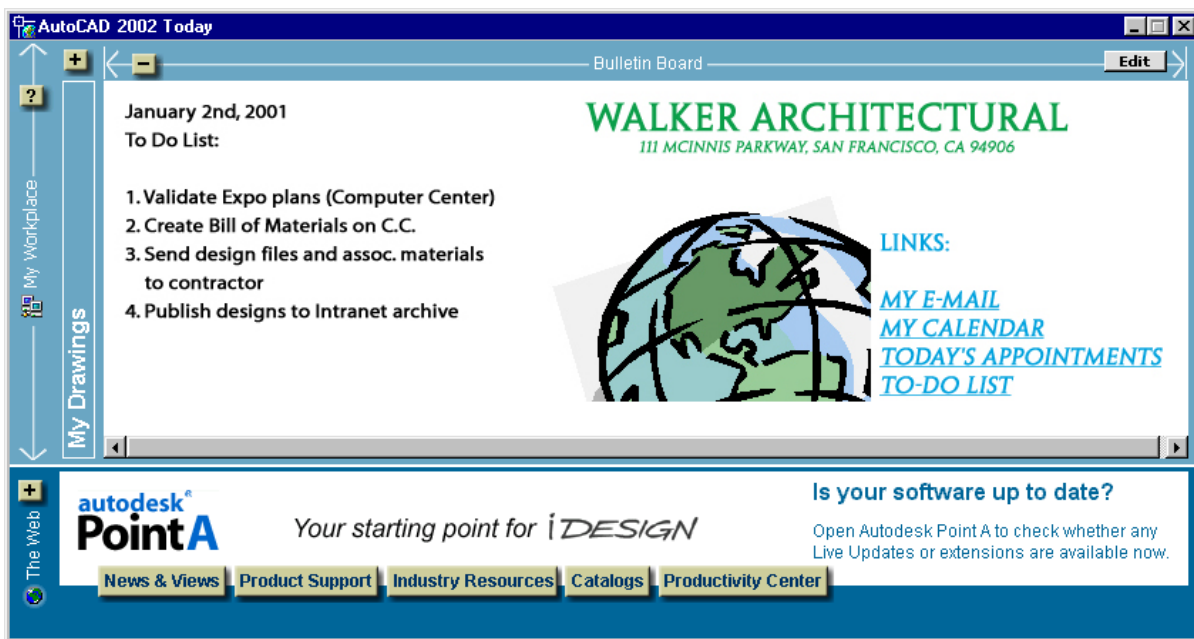 AutoCAD 2002 Today
Bulletin Board
Edit
My Workplace
My Drawings
January 2nd, 2001
To Do List:
1. Validate Expo plans (Computer Center)
2. Create Bill of Materials on C.C.
3. Send design files and assoc. materials
to contractor
4. Publish designs to Intranet archive
WALKER ARCHITECTURAL
111 MCINNIS PARKWAY, SAN FRANCISCO, CA 94906
LINKS:
MY E-MAIL
MY CALENDAR
TODAY'S APPOINTMENTS
TO-DO LIST
The Web
autodesk®
Point A
Your starting point for iDESIGN
Is your software up to date?
Open Autodesk Point A to check whether any
Live Updates or extensions are available now.
News & Views
Product Support
Industry Resources
Catalogs
Productivity Center